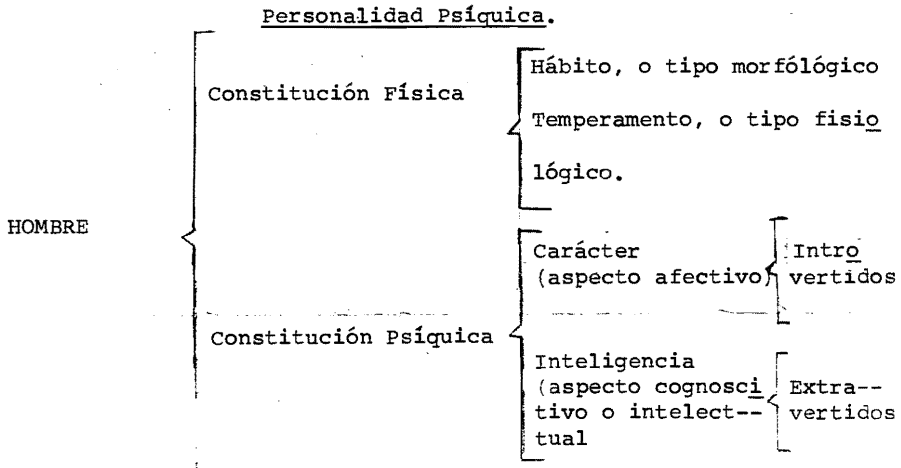 Personalidad Psíquica.
Constitución Física
Hábito, o tipo morfólógico
Temperamento, o tipo fisio
lógico.
HOMBRE
Constitución Psíquica
Carácter
(aspecto afectivo)
Intro
vertidos
Inteligencia
(aspecto cognosci
tivo o intelect--
tual
Extra--
vertidos